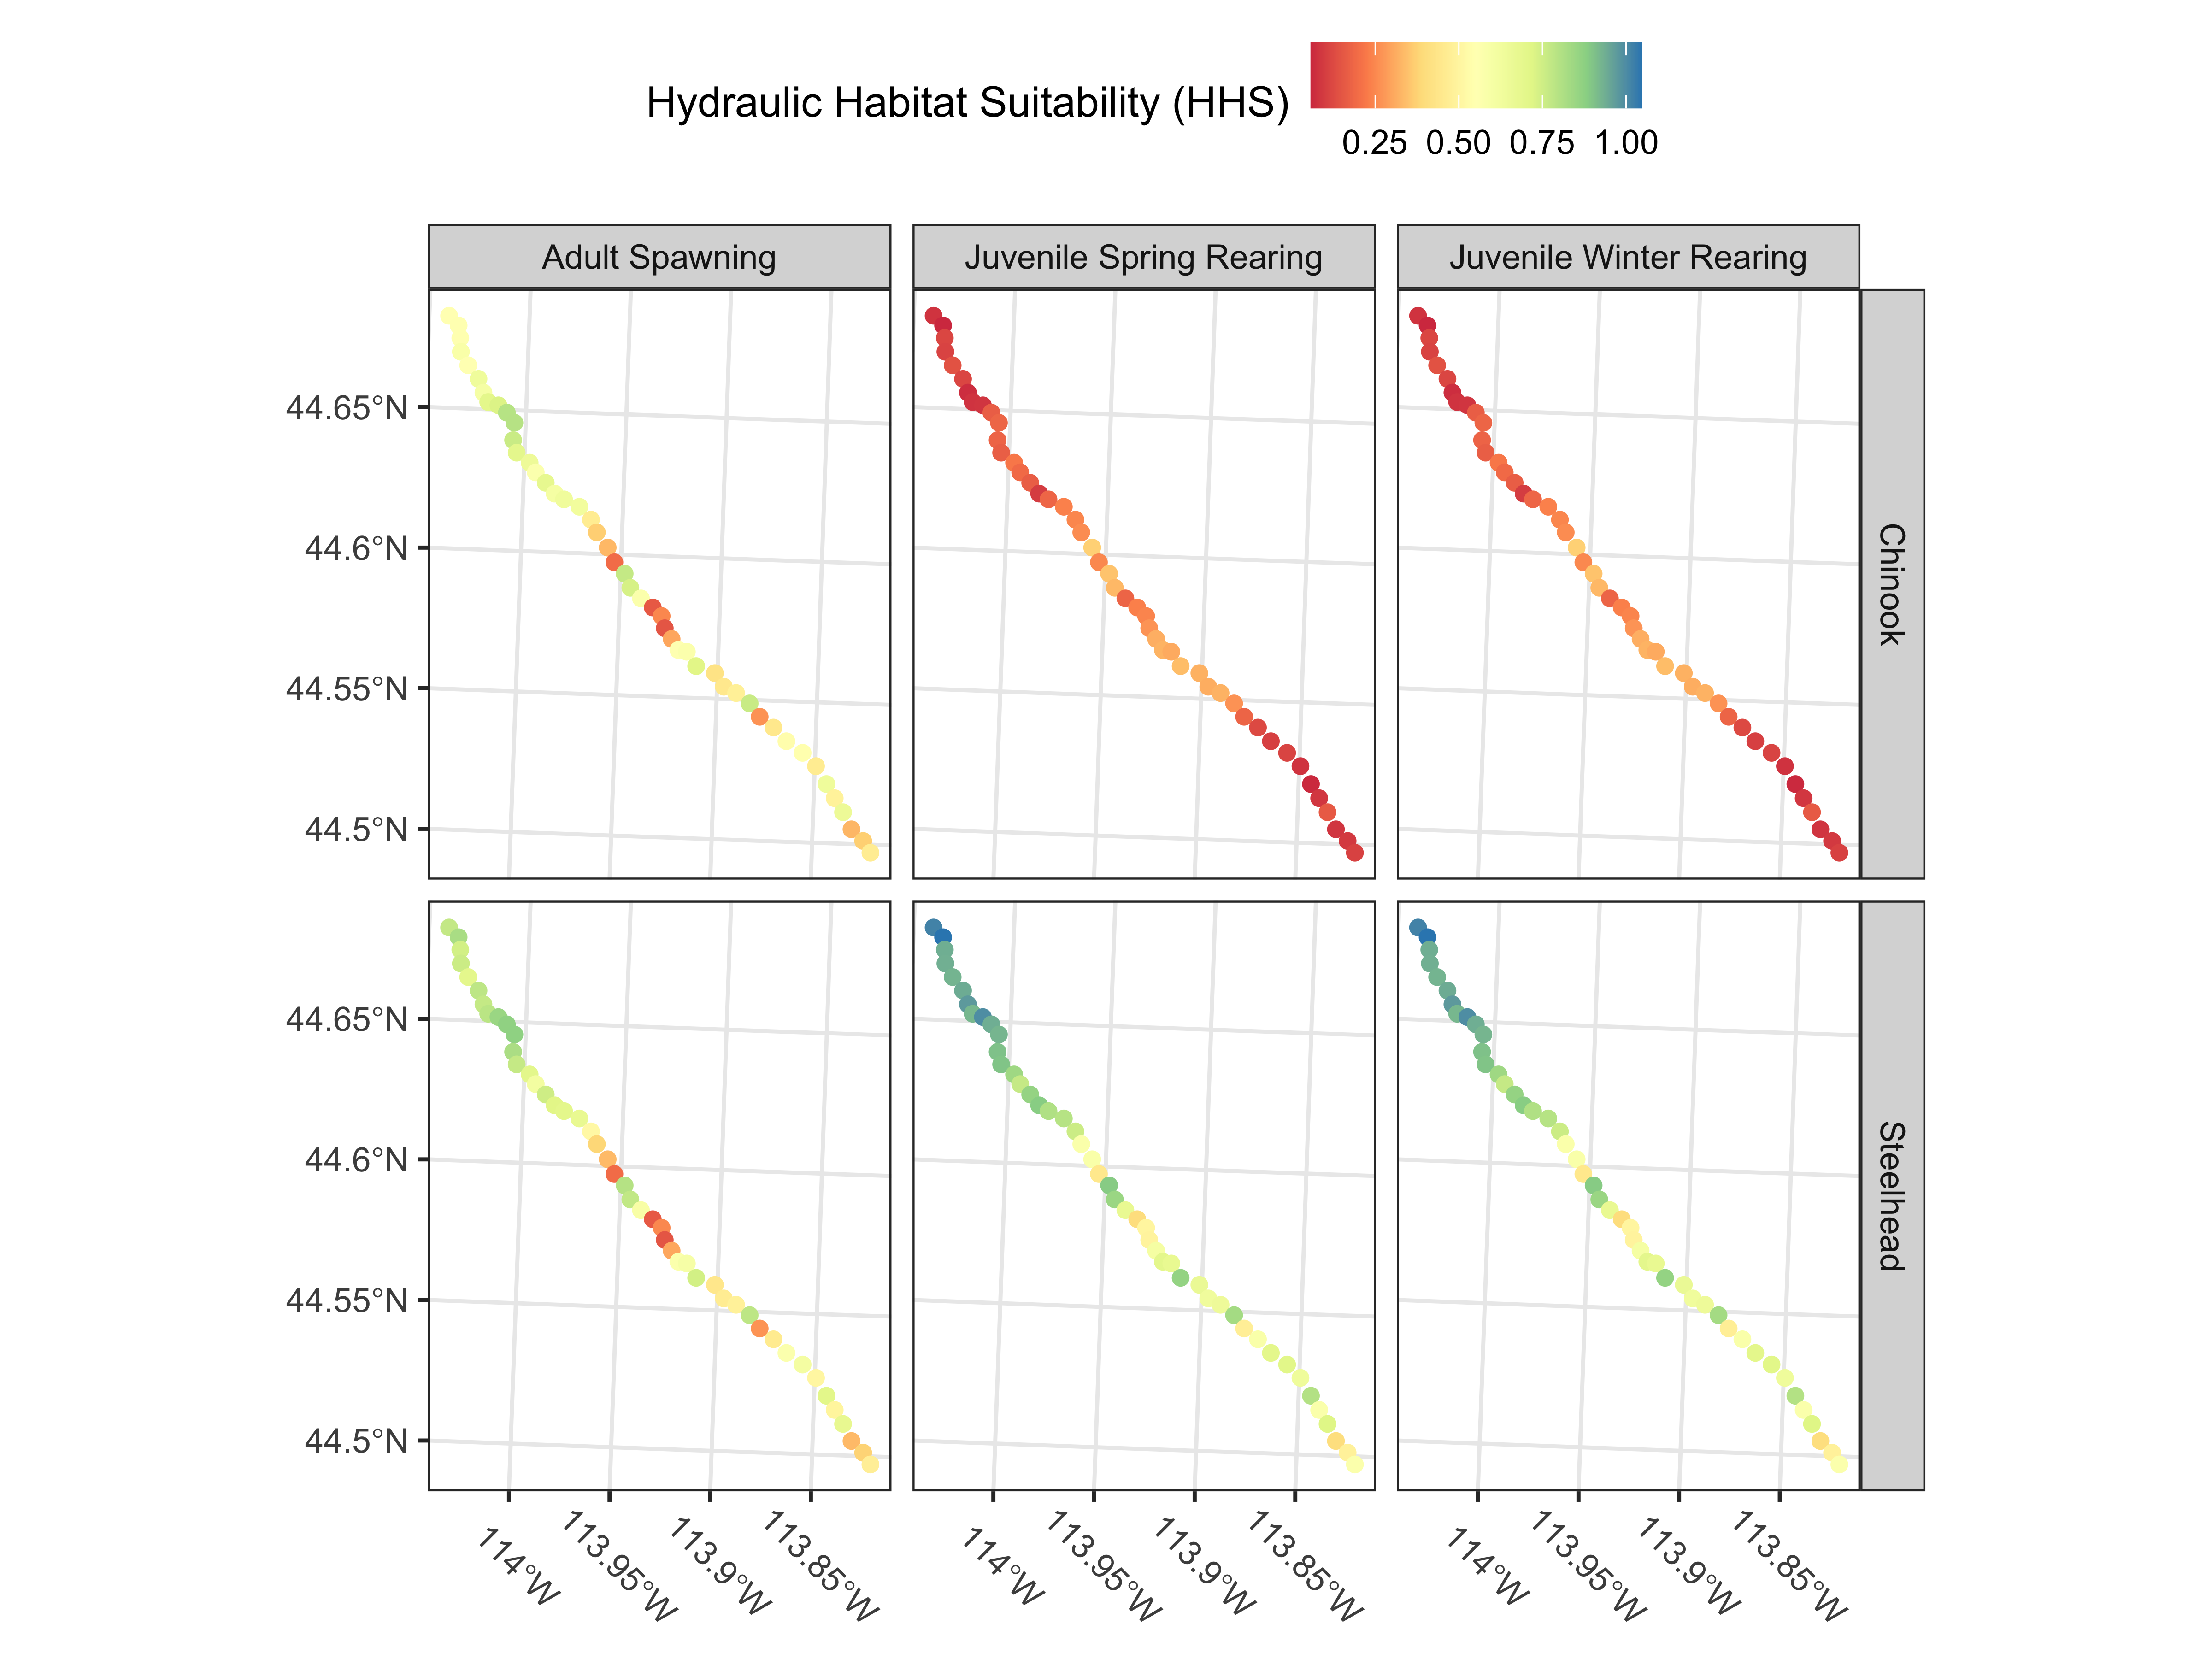 Hydraulic Habitat Suitability (HHS)
0.25 0.50 0.75 1.00
Adult Spawning
Juvenile Spring Rearing
Juvenile Winter Rearing
44.65°N
44.6°N
44.55°N
44.5°N
Chinook
44.65°N
44.6°N
44.55°N
44.5°N
Steelhead
114°W 113.95°W 113.9°W 113.85°W
114°W 113.95°W 113.9°W 113.85°W
114°W 113.95°W 113.9°W 113.85°W